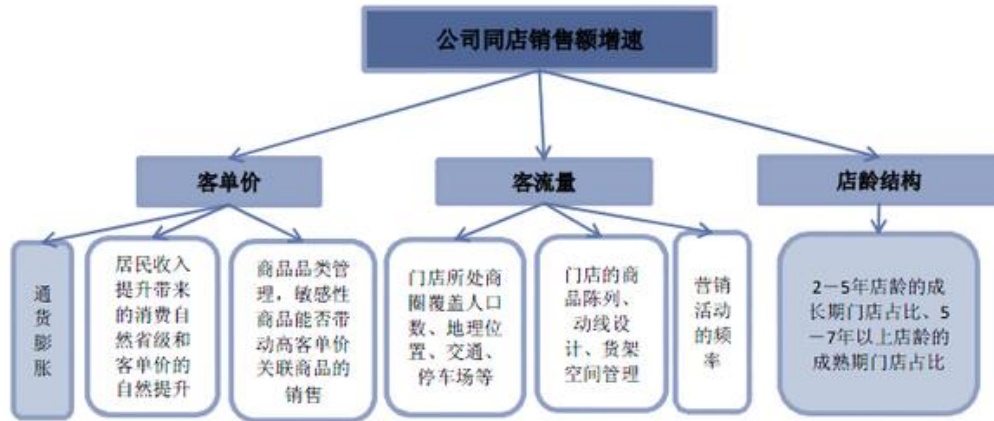 公司同店销售额增速
客单价
客流量
店龄结构
通
货
膨
胀
居民收入
提升带来
的消费自
然省级和
客单价的
自然提升
商品品类管
理，敏感性
商品能否带
动高客单价
关联商品的
销售
门店所处商
圈覆盖人口
数、地理位
置、交通、
停车场等
门店的商
品陈列、
动线设
计、货架
空间管理
营销
活动
的频
率
2－5年店龄的成
长期门店占比、5
－7年以上店龄的
成熟期门店占比